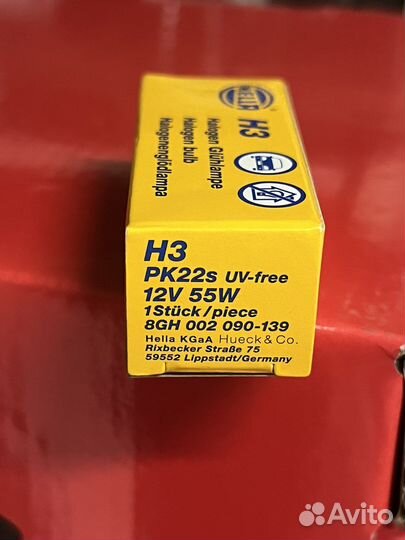 HELLA
H3
Halogen Glühlampe
Halogen bulb
Halogenglödlampa
H3
PK22s UV-free
12V 55W
1Stück/piece
8GH 002 090-139
Hella KGaA Hueck & Co.
Rixbecker Straße 75
59552 Lippstadt/Germany
Avito